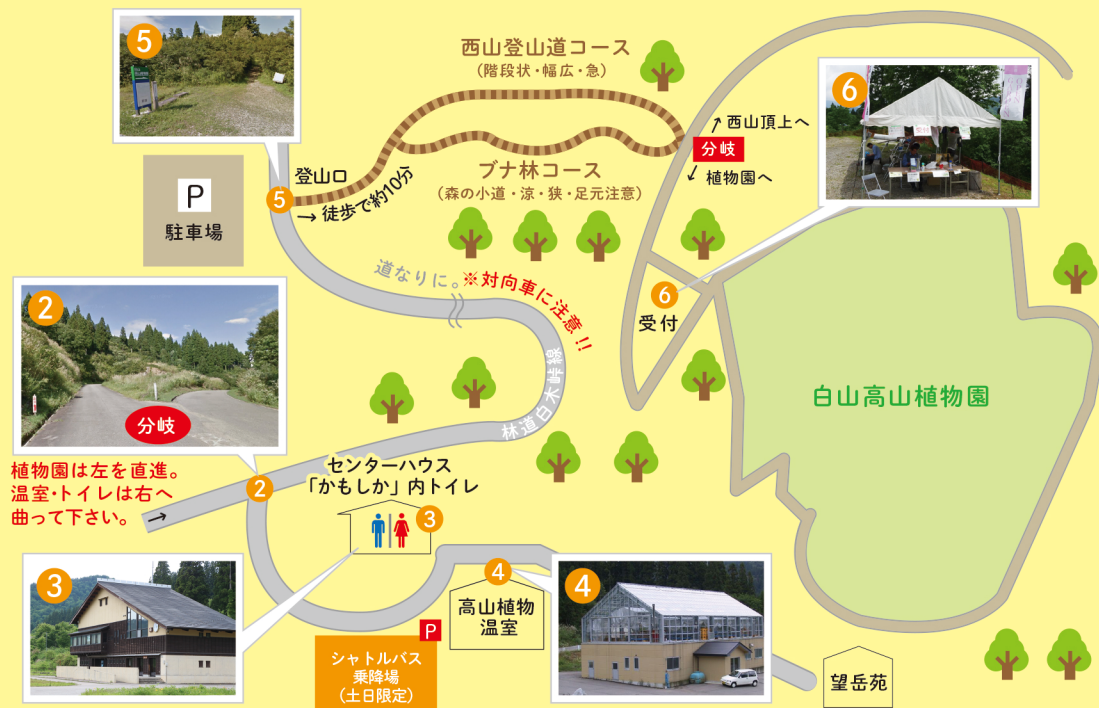 5
西山登山道コース
(階段状・幅広・急)
6
↗西山頂上へ
分岐
↙植物園へ
P
駐車場
登山口
5
→ 徒歩で約10分
ブナ林コース
(森の小道・涼・狭・足元注意)
道なりに。※対向車に注意!!
6
受付
2
分岐
植物園は左を直進。
温室・トイレは右へ
曲って下さい。
→
2
林道白木峠線
白山高山植物園
センターハウス
「かもしか」内トイレ
3
3
4
高山植物
温室
4
P
シャトルバス
乗降場
(土日限定)
望岳苑